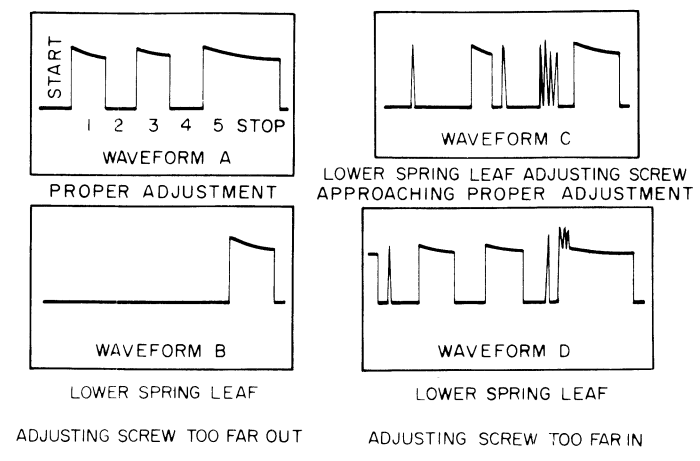 START
1 2 3 4 5 STOP
WAVEFORM A
PROPER ADJUSTMENT
WAVEFORM C
LOWER SPRING LEAF ADJUSTING SCREW
APPROACHING PROPER ADJUSTMENT
WAVEFORM B
LOWER SPRING LEAF
ADJUSTING SCREW TOO FAR OUT
WAVEFORM D
LOWER SPRING LEAF
ADJUSTING SCREW TOO FAR IN